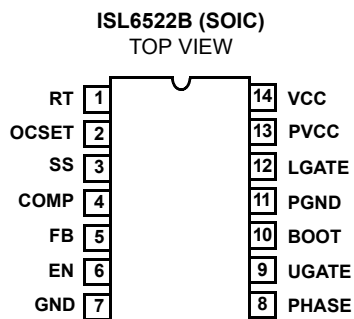 ISL6522B (SOIC)
TOP VIEW
RT 1 14 VCC
OCSET 2 13 PVCC
SS 3 12 LGATE
COMP 4 11 PGND
FB 5 10 BOOT
EN 6 9 UGATE
GND 7 8 PHASE